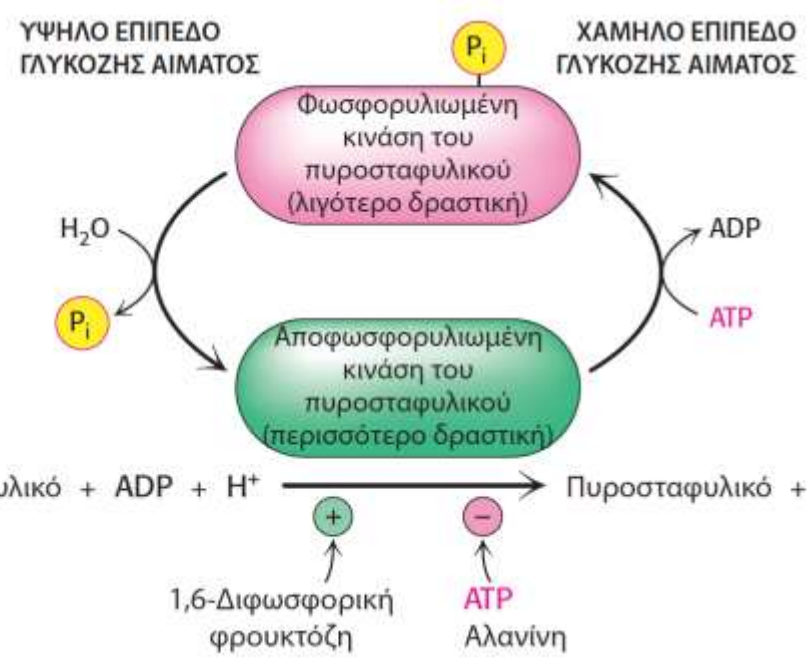 ΥΨΗΛΟ ΕΠΙΠΕΔΟ
ΓΛΥΚΟΖΗΣ ΑΙΜΑΤΟΣ
ΧΑΜΗΛΟ ΕΠΙΠΕΔΟ
ΓΛΥΚΟΖΗΣ ΑΙΜΑΤΟΣ
Pi
Φωσφορυλιωμένη
κινάση του
πυροσταφυλικού
(λιγότερο δραστική)
H₂O
Pi
ADP
ATP
Αποφωσφορυλιωμένη
κινάση του
πυροσταφυλικού
(περισσότερο δραστική)
υλικό + ADP + H⁺ → Πυροσταφυλικό +
+
−
1,6-Διφωσφορική
φρουκτόζη
ATP
Αλανίνη